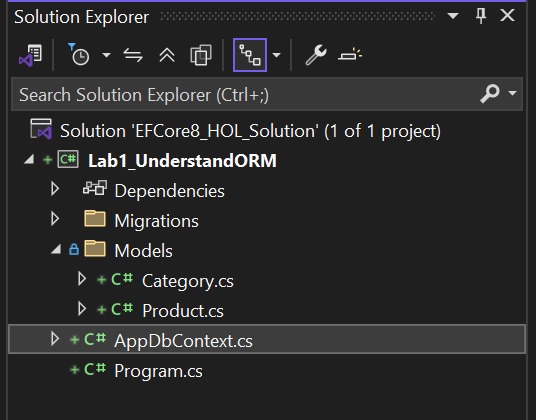 Solution Explorer
Search Solution Explorer (Ctrl+;)
Solution 'EFCore8_HOL_Solution' (1 of 1 project)
C# Lab1_UnderstandORM
Dependencies
Migrations
Models
C# Category.cs
C# Product.cs
C# AppDbContext.cs
C# Program.cs